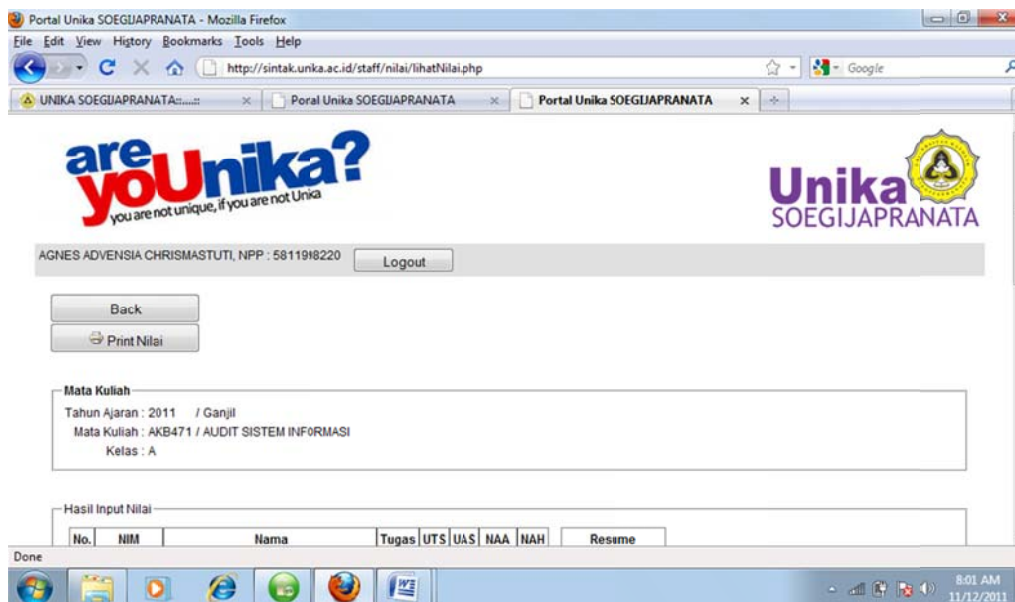 Portal Unika SOEGIJAPRANATA - Mozilla Firefox
File Edit View History Bookmarks Tools Help
http://sintak.unika.ac.id/staff/nilai/lihatNilai.php
Google
UNIKA SOEGIJAPRANATA::.....::
Poral Unika SOEGIJAPRANATA
Portal Unika SOEGIJAPRANATA
are
youUnika?
you are not unique, if you are not Unika
Unika
SOEGIJAPRANATA
AGNES ADVENSIA CHRISMASTUTI, NPP : 5811918220
Logout
Back
Print Nilai
Mata Kuliah
Tahun Ajaran : 2011 / Ganjil
Mata Kuliah : AKB471 / AUDIT SISTEM INFORMASI
Kelas : A
Hasil Input Nilai
No. NIM Nama Tugas UTS UAS NAA NAH Resume
Done
8:01 AM
11/12/2011